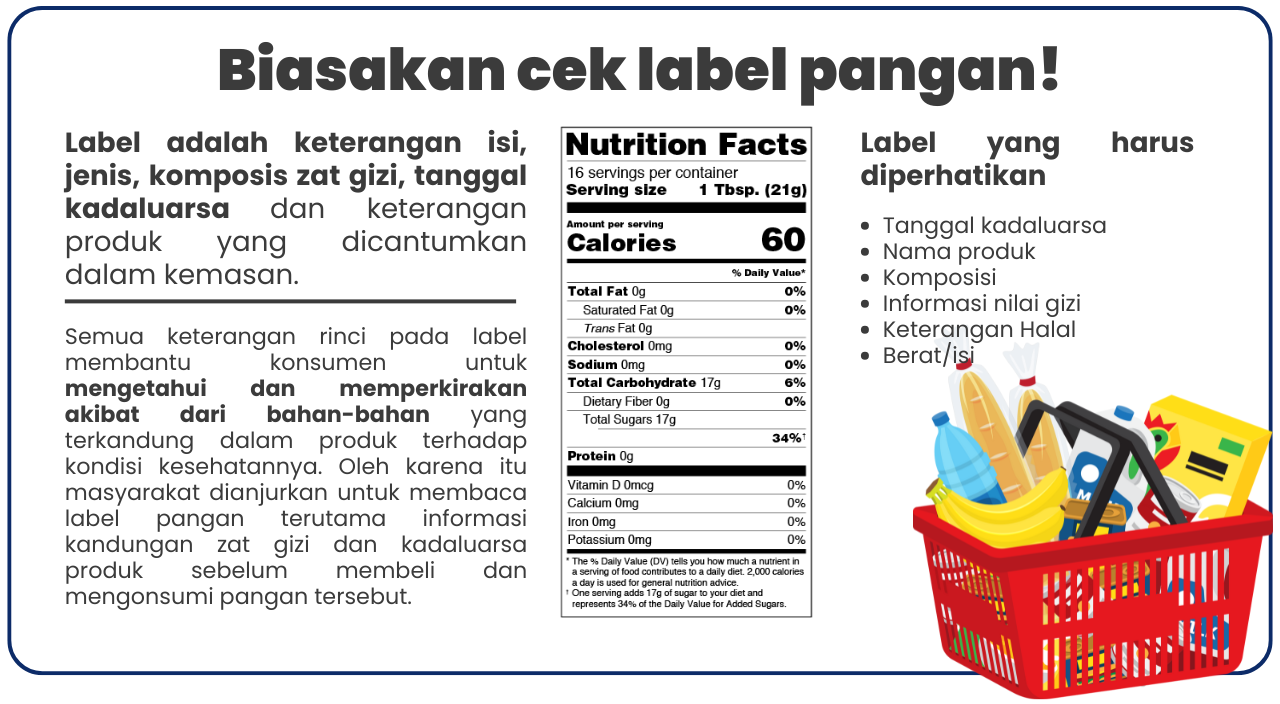 Biasakan cek label pangan!
Label adalah keterangan isi,
jenis, komposis zat gizi, tanggal
kadaluarsa dan keterangan
produk yang dicantumkan
dalam kemasan.
Semua keterangan rinci pada label
membantu konsumen untuk
mengetahui dan memperkirakan
akibat dari bahan-bahan yang
terkandung dalam produk terhadap
kondisi kesehatannya. Oleh karena itu
masyarakat dianjurkan untuk membaca
label pangan terutama informasi
kandungan zat gizi dan kadaluarsa
produk sebelum membeli dan
mengonsumi pangan tersebut.
Nutrition Facts
16 servings per container
Serving size 1 Tbsp. (21g)
Amount per serving
Calories 60
% Daily Value*
Total Fat 0g 0%
Saturated Fat 0g 0%
Trans Fat 0g
Cholesterol 0mg 0%
Sodium 0mg 0%
Total Carbohydrate 17g 6%
Dietary Fiber 0g 0%
Total Sugars 17g
34%†
Protein 0g
Vitamin D 0mcg 0%
Calcium 0mg 0%
Iron 0mg 0%
Potassium 0mg 0%
* The % Daily Value (DV) tells you how much a nutrient in
a serving of food contributes to a daily diet. 2,000 calories
a day is used for general nutrition advice.
† One serving adds 17g of sugar to your diet and
represents 34% of the Daily Value for Added Sugars.
Label yang harus
diperhatikan
• Tanggal kadaluarsa
• Nama produk
• Komposisi
• Informasi nilai gizi
• Keterangan Halal
• Berat/isi